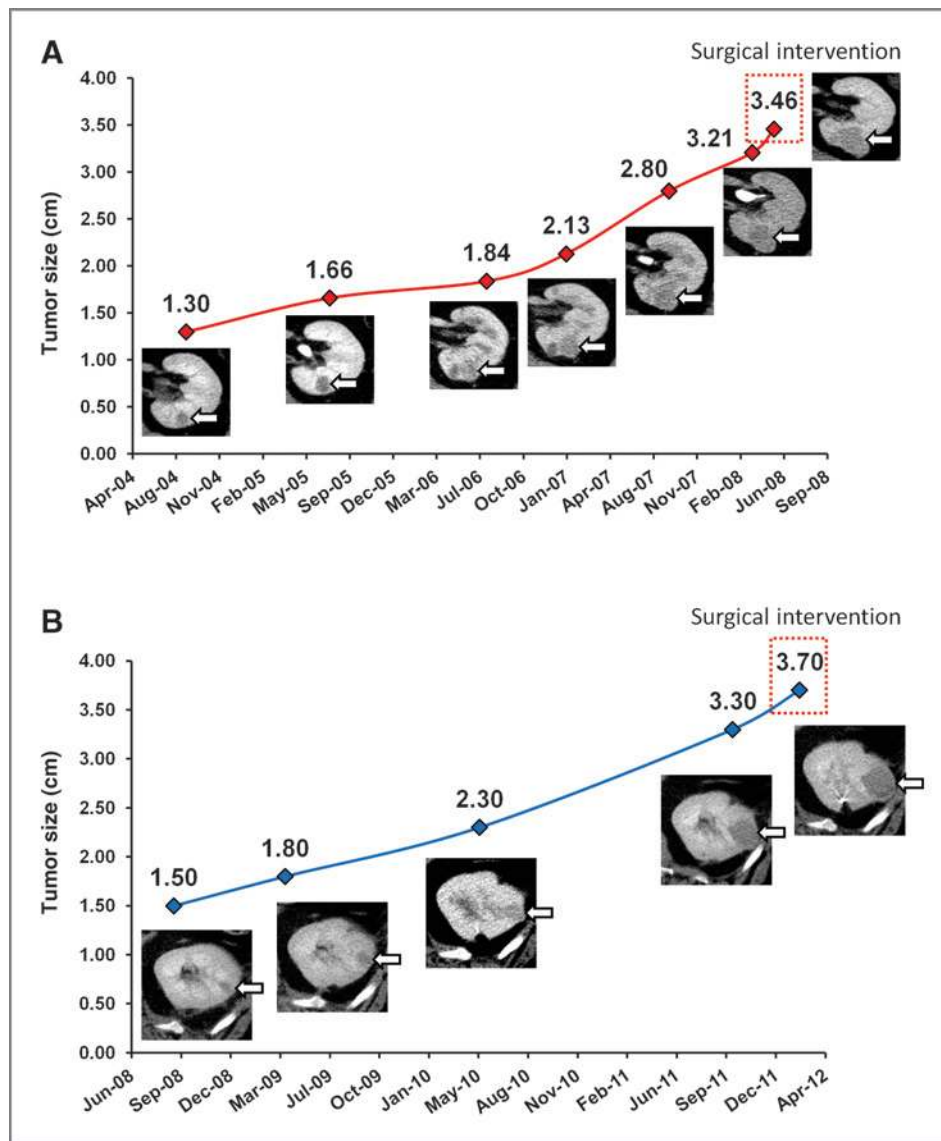 A
Surgical intervention
4.00
3.50
3.00
2.50
2.00
1.50
1.00
0.50
0.00
Tumor size (cm)
1.30
1.66
1.84
2.13
2.80
3.21
3.46
Apr-04
Aug-04
Nov-04
Feb-05
May-05
Sep-05
Dec-05
Mar-06
Jul-06
Oct-06
Jan-07
Apr-07
Aug-07
Nov-07
Feb-08
Jun-08
Sep-08
B
Surgical intervention
4.00
3.50
3.00
2.50
2.00
1.50
1.00
0.50
0.00
Tumor size (cm)
1.50
1.80
2.30
3.30
3.70
Jun-08
Sep-08
Dec-08
Mar-09
Jul-09
Oct-09
Jan-10
May-10
Aug-10
Nov-10
Feb-11
Jun-11
Sep-11
Dec-11
Apr-12